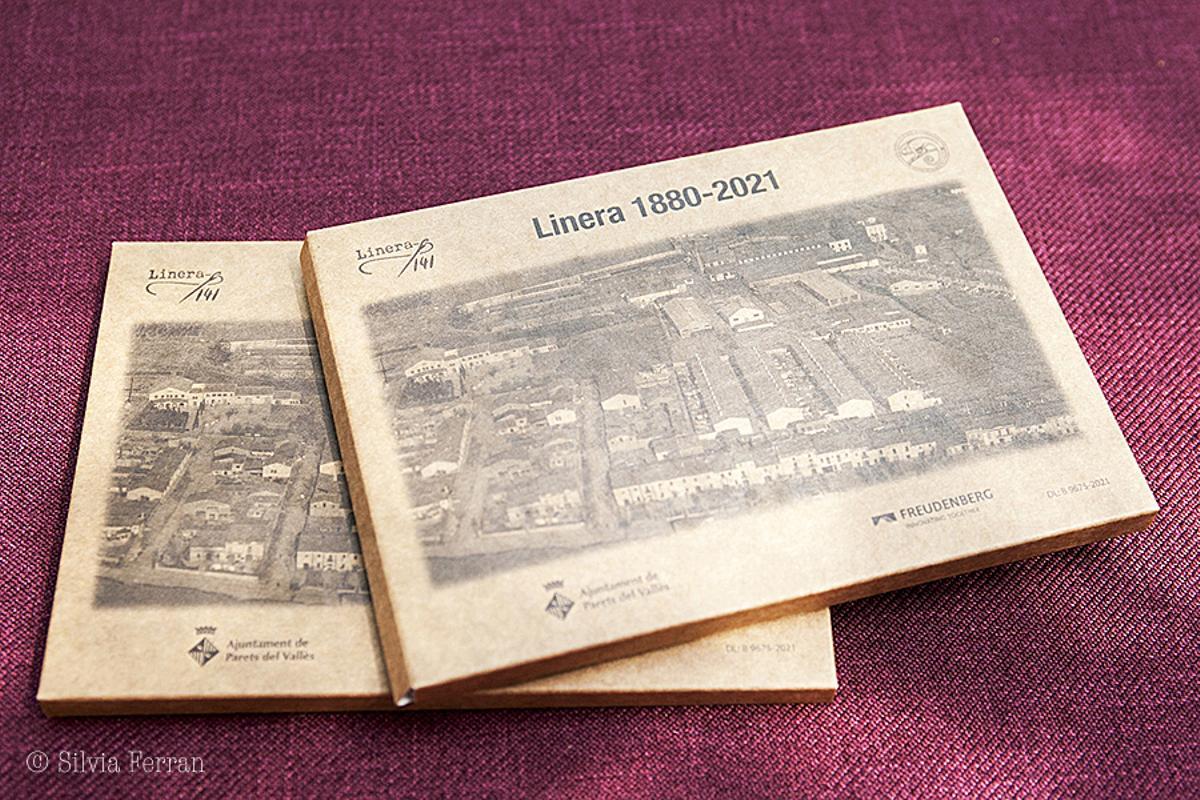 Linera 1880-2021
Linera-
141
FREUDENBERG
INNOVATING TOGETHER
DL: B 9675-2021
Ajuntament de
Parets del Vallès
Linera-
141
Ajuntament de
Parets del Vallès
DL: B 9675-2021
© Silvia Ferran